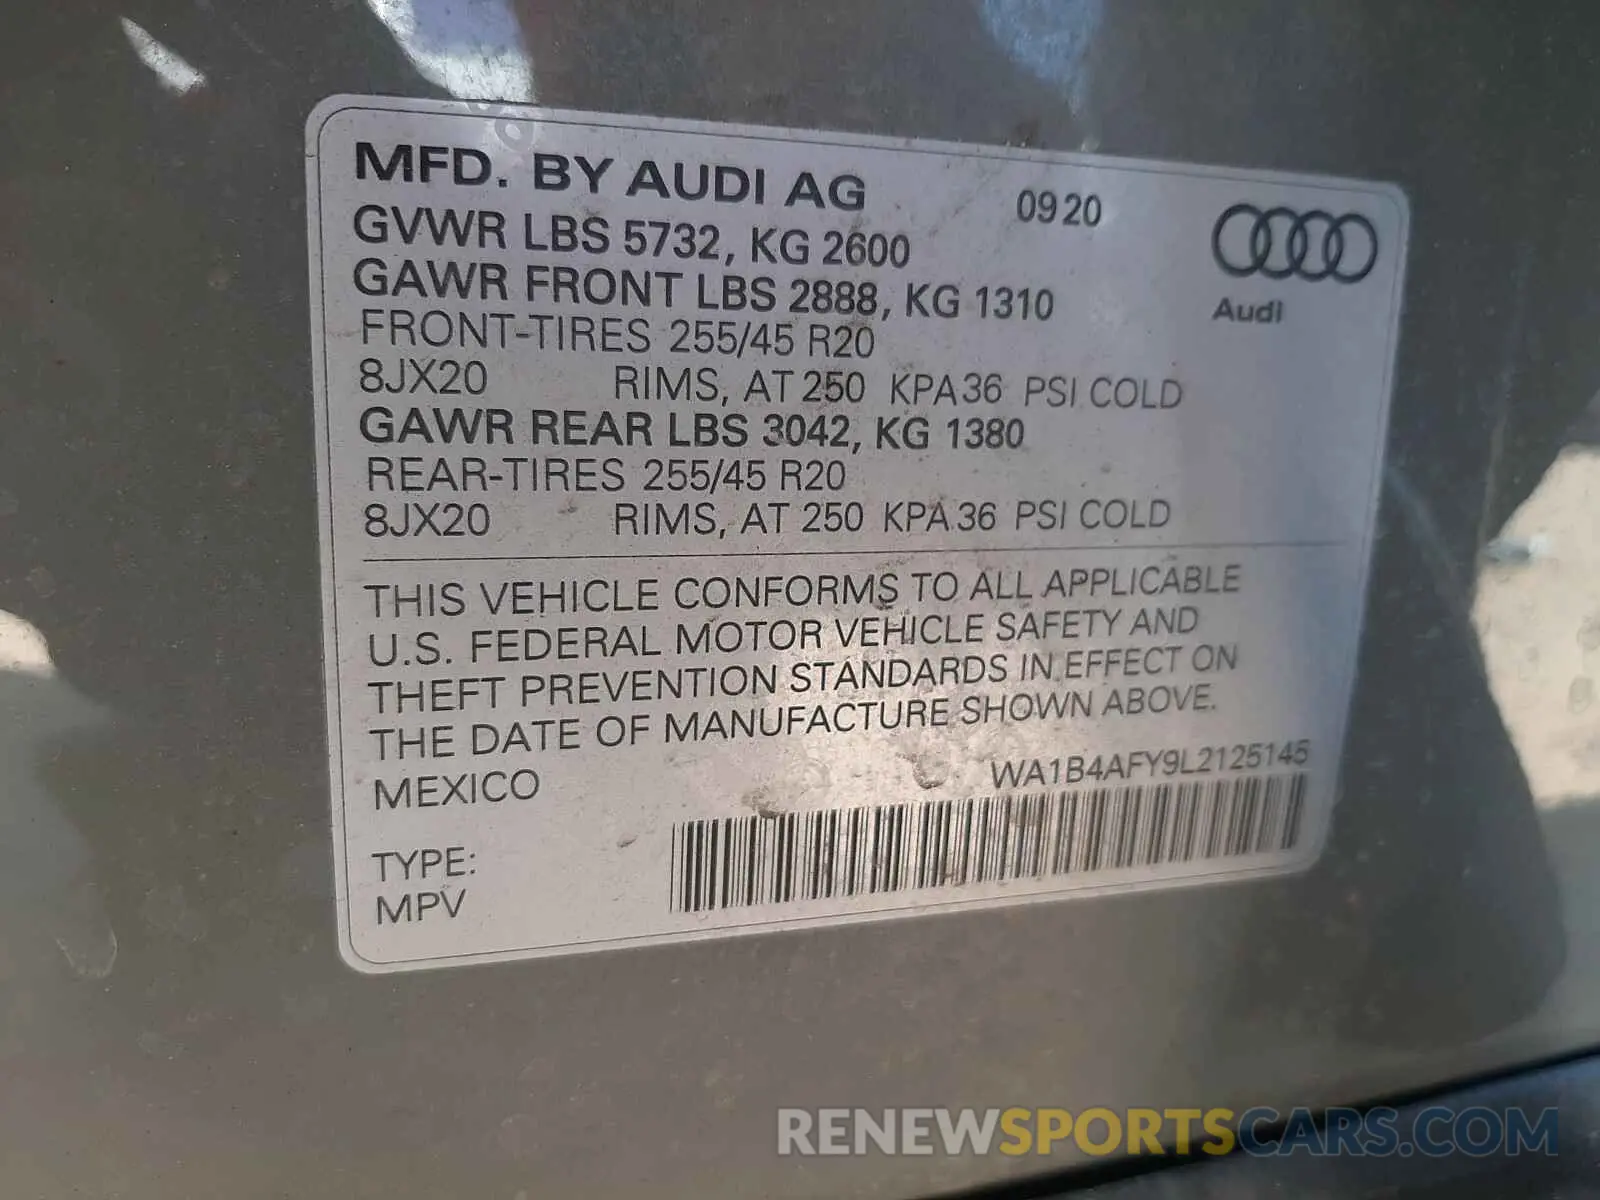 MFD. BY AUDI AG 09 20
GVWR LBS 5732, KG 2600
GAWR FRONT LBS 2888, KG 1310
Audi
FRONT-TIRES 255/45 R20
8JX20 RIMS, AT 250 KPA 36 PSI COLD
GAWR REAR LBS 3042, KG 1380
REAR-TIRES 255/45 R20
8JX20 RIMS, AT 250 KPA 36 PSI COLD
THIS VEHICLE CONFORMS TO ALL APPLICABLE
U.S. FEDERAL MOTOR VEHICLE SAFETY AND
THEFT PREVENTION STANDARDS IN EFFECT ON
THE DATE OF MANUFACTURE SHOWN ABOVE.
MEXICO WA1B4AFY9L2125145
TYPE:
MPV
RENEWSPORTSCARS.COM